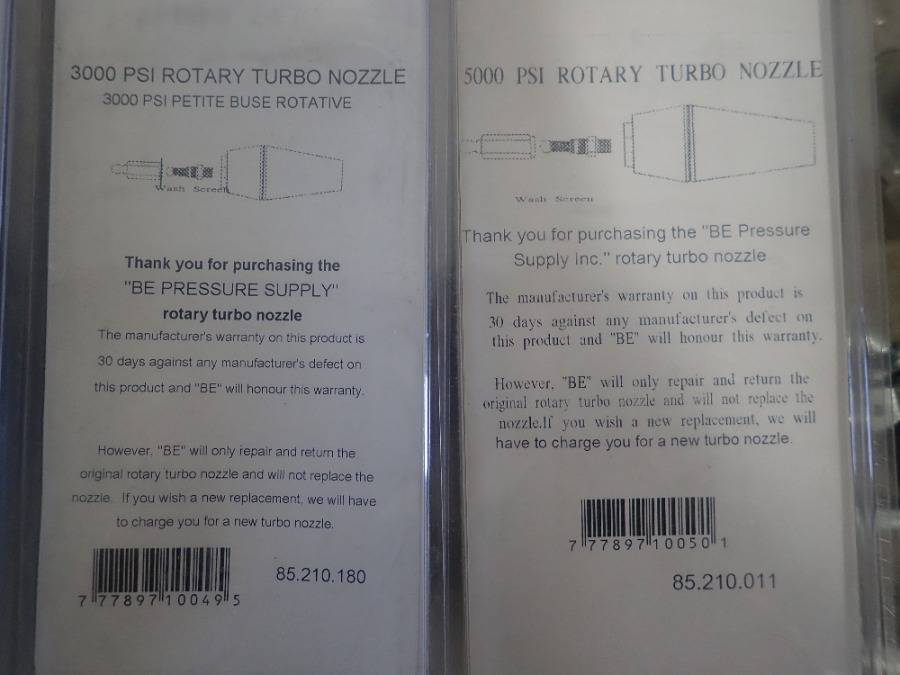 3000 PSI ROTARY TURBO NOZZLE
3000 PSI PETITE BUSE ROTATIVE
Wash Screen
Thank you for purchasing the
"BE PRESSURE SUPPLY"
rotary turbo nozzle
The manufacturer's warranty on this product is
30 days against any manufacturer's defect on
this product and "BE" will honour this warranty.
However, "BE" will only repair and return the
original rotary turbo nozzle and will not replace the
nozzle. If you wish a new replacement, we will have
to charge you for a new turbo nozzle.
85.210.180
7 77897 10049 5
5000 PSI ROTARY TURBO NOZZLE
Wash Screen
Thank you for purchasing the "BE Pressure
Supply Inc." rotary turbo nozzle
The manufacturer's warranty on this product is
30 days against any manufacturer's defect on
this product and "BE" will honour this warranty.
However, "BE" will only repair and return the
original rotary turbo nozzle and will not replace the
nozzle.If you wish a new replacement, we will
have to charge you for a new turbo nozzle.
7 77897 10050 1
85.210.011